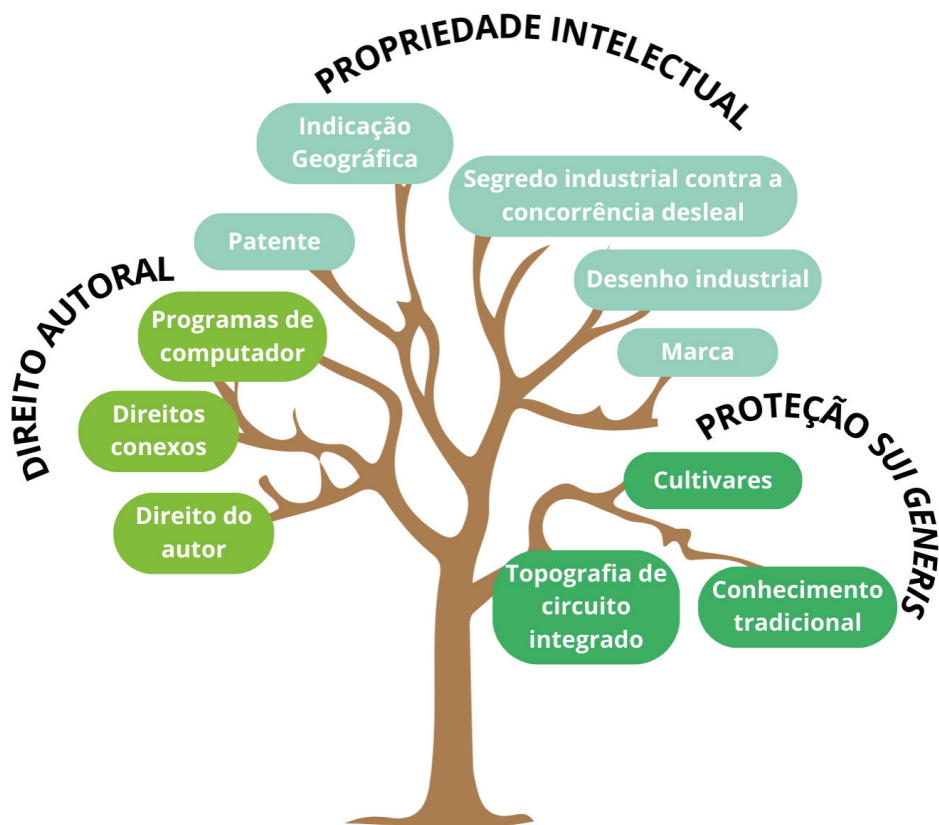 PROPRIEDADE INTELECTUAL
Indicação
Geográfica
Segredo industrial contra a
concorrência desleal
Patente
Desenho industrial
Marca
DIREITO AUTORAL
Programas de
computador
Direitos
conexos
Direito do
autor
PROTEÇÃO SUI GENERIS
Cultivares
Topografia de
circuito
integrado
Conhecimento
tradicional